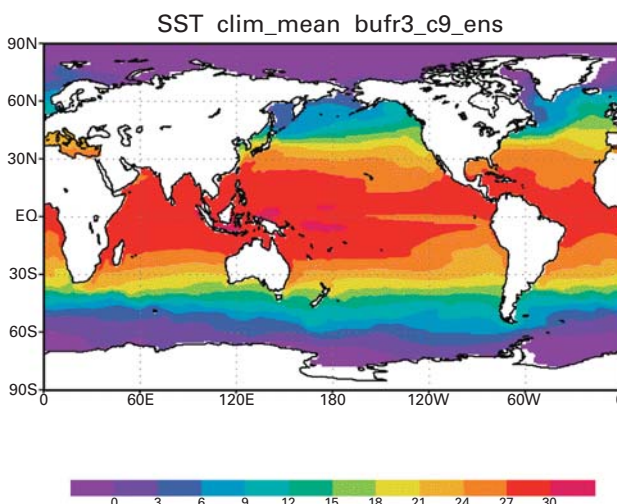 SST clim_mean bufr3_c9_ens
90N
60N
30N
EQ
30S
60S
90S
0 60E 120E 180 120W 60W 0
0 3 6 9 12 15 18 21 24 27 30